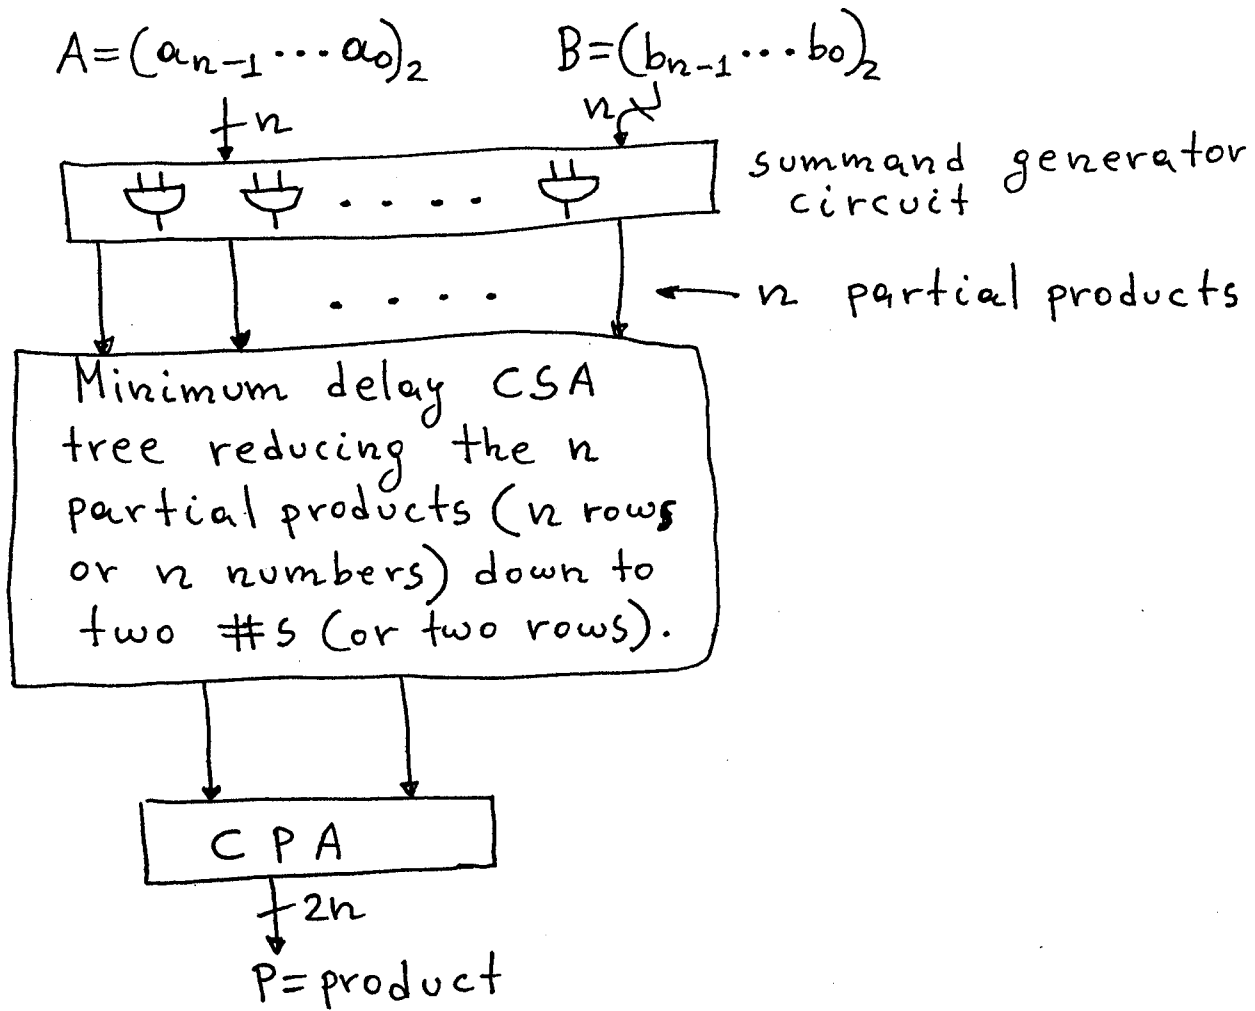 A=(aₙ₋₁···a₀)₂ B=(bₙ₋₁···b₀)₂
n n
summand generator
circuit
n partial products
Minimum delay CSA
tree reducing the n
partial products (n rows
or n numbers) down to
two #s (or two rows).
CPA
2n
P=product